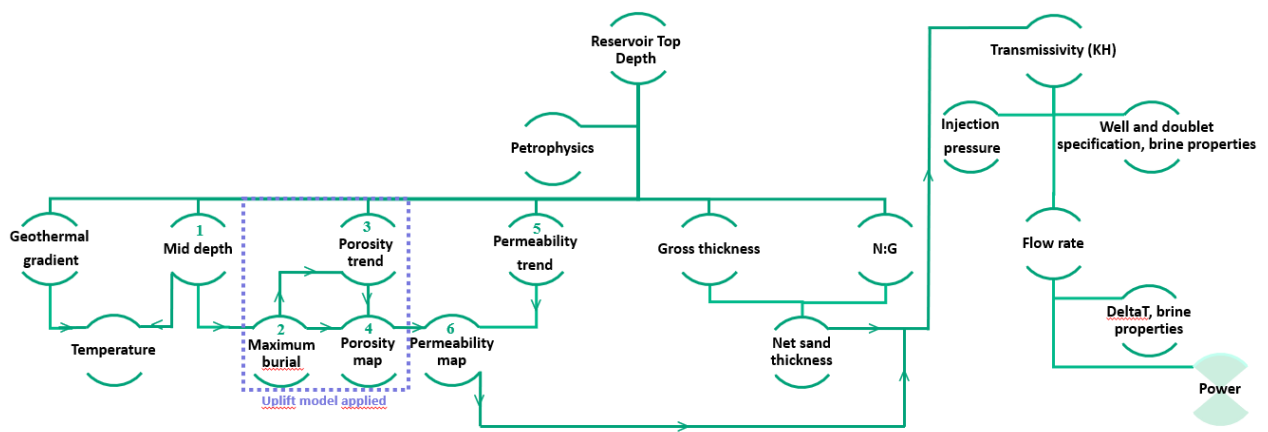 Reservoir Top
Depth
Transmissivity (KH)
Petrophysics
Injection
pressure
Well and doublet
specification, brine properties
Geothermal
gradient
1
Mid depth
3
Porosity
trend
5
Permeability
trend
Gross thickness
N:G
Flow rate
Temperature
2
Maximum
burial
4
Porosity
map
6
Permeability
map
Net sand
thickness
DeltaT, brine
properties
Power
Uplift model applied